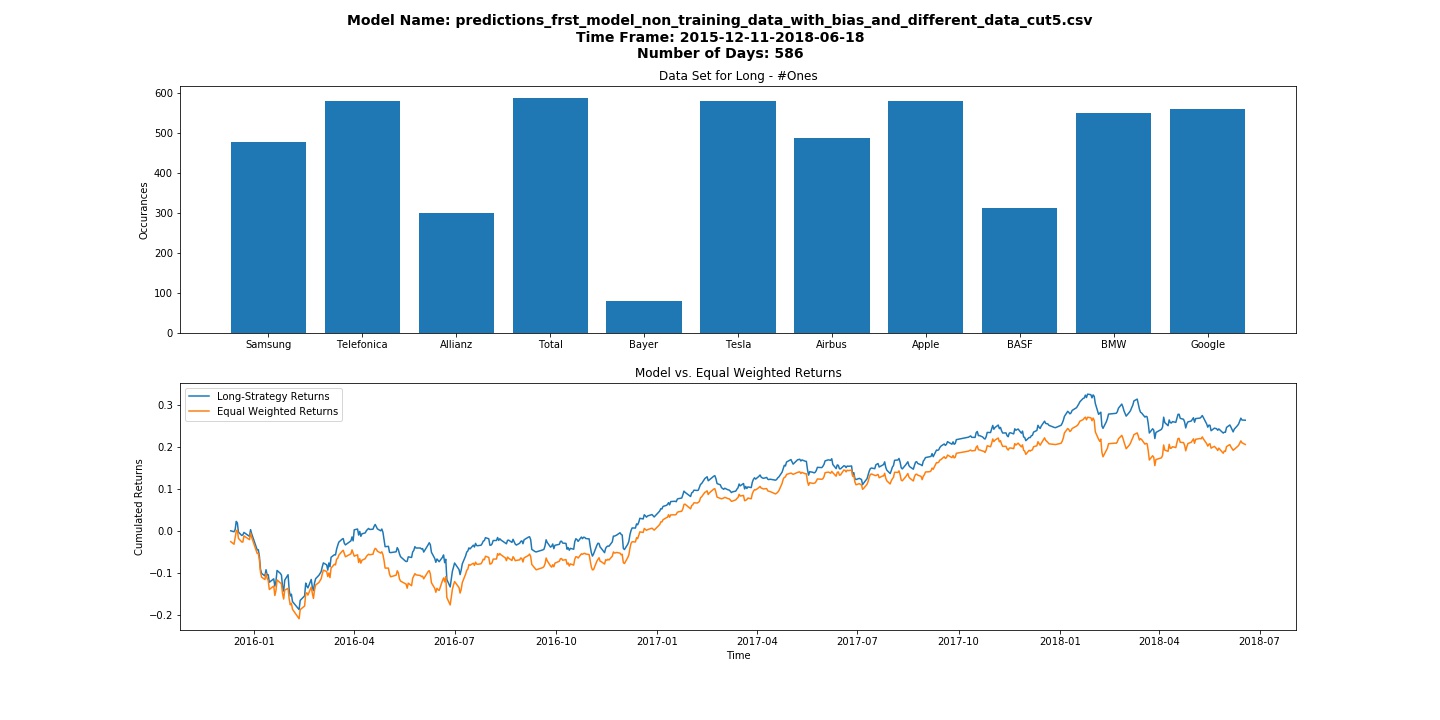 Model Name: predictions_frst_model_non_training_data_with_bias_and_different_data_cut5.csv
Time Frame: 2015-12-11-2018-06-18
Number of Days: 586
Data Set for Long - #Ones
600
500
400
300
200
100
0
Occurances
Samsung Telefonica Allianz Total Bayer Tesla Airbus Apple BASF BMW Google
Model vs. Equal Weighted Returns
Long-Strategy Returns
Equal Weighted Returns
0.3
0.2
0.1
0.0
−0.1
−0.2
Cumulated Returns
2016-01 2016-04 2016-07 2016-10 2017-01 2017-04 2017-07 2017-10 2018-01 2018-04 2018-07
Time